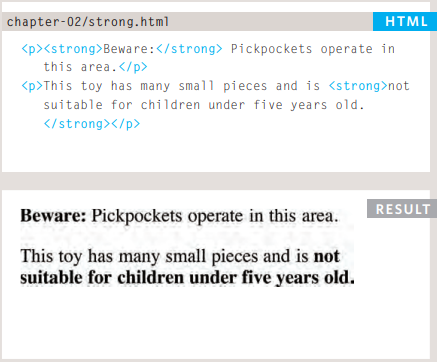 chapter-02/strong.html HTML
<p><strong>Beware:</strong> Pickpockets operate in
this area.</p>
<p>This toy has many small pieces and is <strong>not
suitable for children under five years old.
</strong></p>
RESULT
Beware: Pickpockets operate in this area.
This toy has many small pieces and is not
suitable for children under five years old.